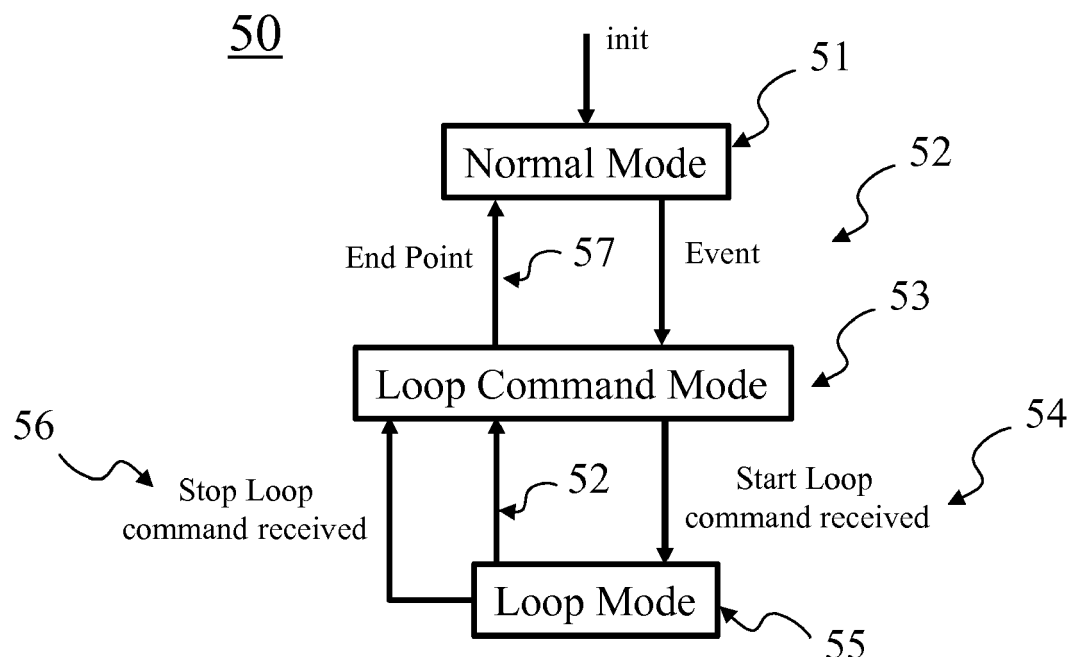 50
init
51
Normal Mode
52
End Point
57
Event
53
Loop Command Mode
56
54
Stop Loop
command received
52
Start Loop
command received
Loop Mode
55